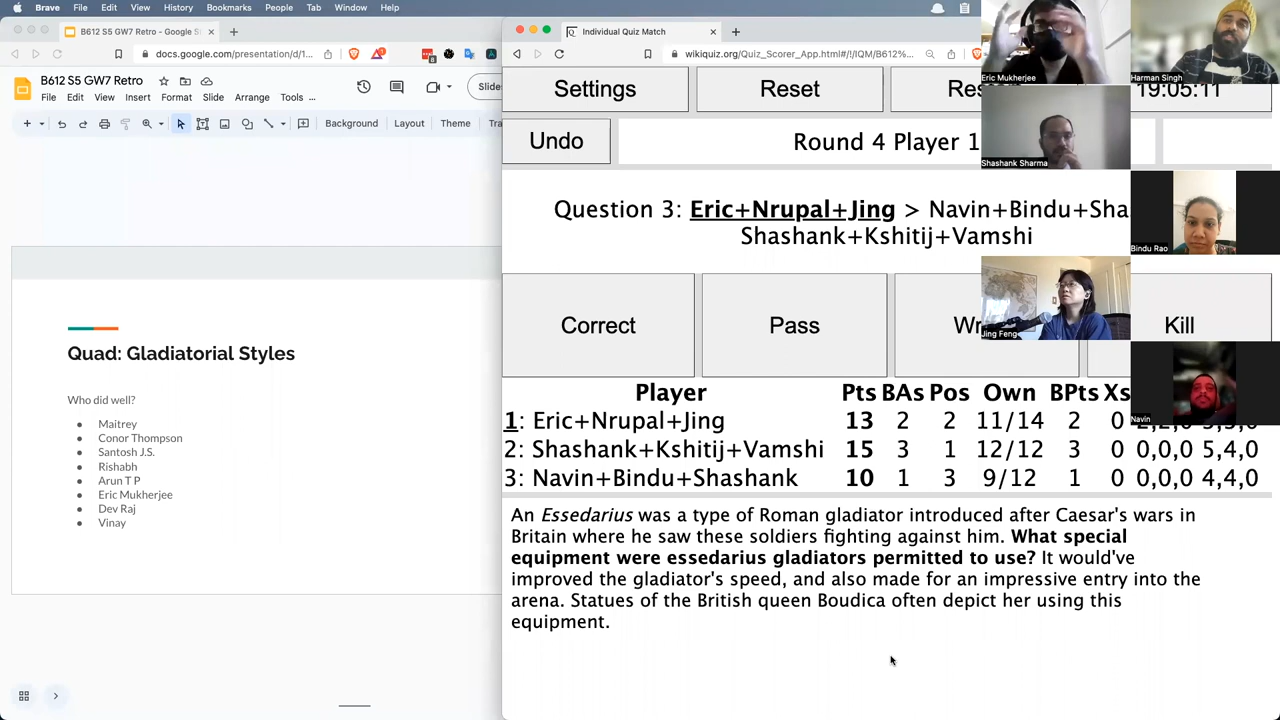 Brave File Edit View History Bookmarks Window Help
B612 S5 GW7 Retro - Google S
docs.google.com/presentation/d/1...
B612 S5 GW7 Retro
File Edit View Insert Format Slide Arrange Tools ...
Slide
Background Layout Theme Tra
Quad: Gladiatorial Styles
Who did well?
Maitrey
Conor Thompson
Santosh J.S.
Rishabh
Arun T P
Eric Mukherjee
Dev Raj
Vinay
Individual Quiz Match
wikiquiz.org/Quiz_Scorer_App.html#/!/IQM/B612%...
Settings Reset Res 19:05:11
Undo Round 4 Player 1
Question 3: Eric+Nrupal+Jing > Navin+Bindu+Sha
Shashank+Kshitij+Vamshi
Correct Pass Wr Kill
Player Pts BAs Pos Own BPts Xs
1: Eric+Nrupal+Jing 13 2 2 11/14 2 0
2: Shashank+Kshitij+Vamshi 15 3 1 12/12 3 0 0,0,0 5,4,0
3: Navin+Bindu+Shashank 10 1 3 9/12 1 0 0,0,0 4,4,0
An Essedarius was a type of Roman gladiator introduced after Caesar's wars in
Britain where he saw these soldiers fighting against him. What special
equipment were essedarius gladiators permitted to use? It would've
improved the gladiator's speed, and also made for an impressive entry into the
arena. Statues of the British queen Boudica often depict her using this
equipment.
Eric Mukherjee
Harman Singh
Shashank Sharma
Bindu Rao
Jing Feng
Navin